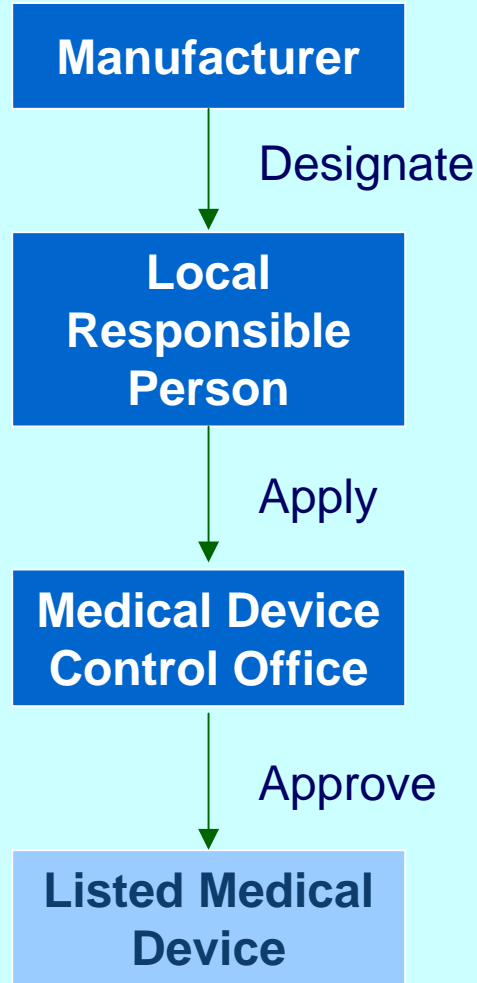 Manufacturer
Designate
Local
Responsible
Person
Apply
Medical Device
Control Office
Approve
Listed Medical
Device